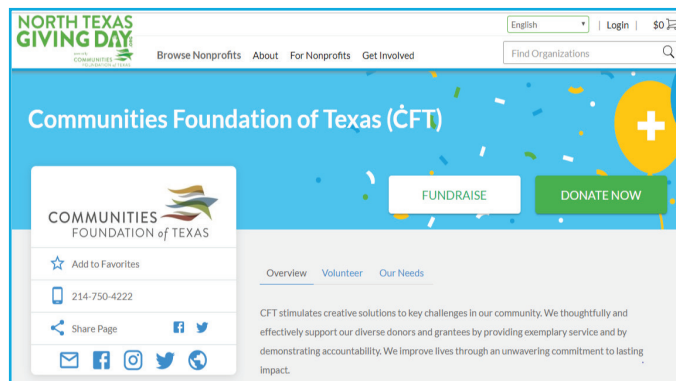 NORTH TEXAS
GIVING DAY
COMMUNITIES
FOUNDATION of TEXAS
English
Login
$0
Browse Nonprofits About For Nonprofits Get Involved
Find Organizations
Communities Foundation of Texas (CFT)
FUNDRAISE
DONATE NOW
COMMUNITIES
FOUNDATION of TEXAS
Add to Favorites
214-750-4222
Share Page
Overview Volunteer Our Needs
CFT stimulates creative solutions to key challenges in our community. We thoughtfully and
effectively support our diverse donors and grantees by providing exemplary service and by
demonstrating accountability. We improve lives through an unwavering commitment to lasting
impact.